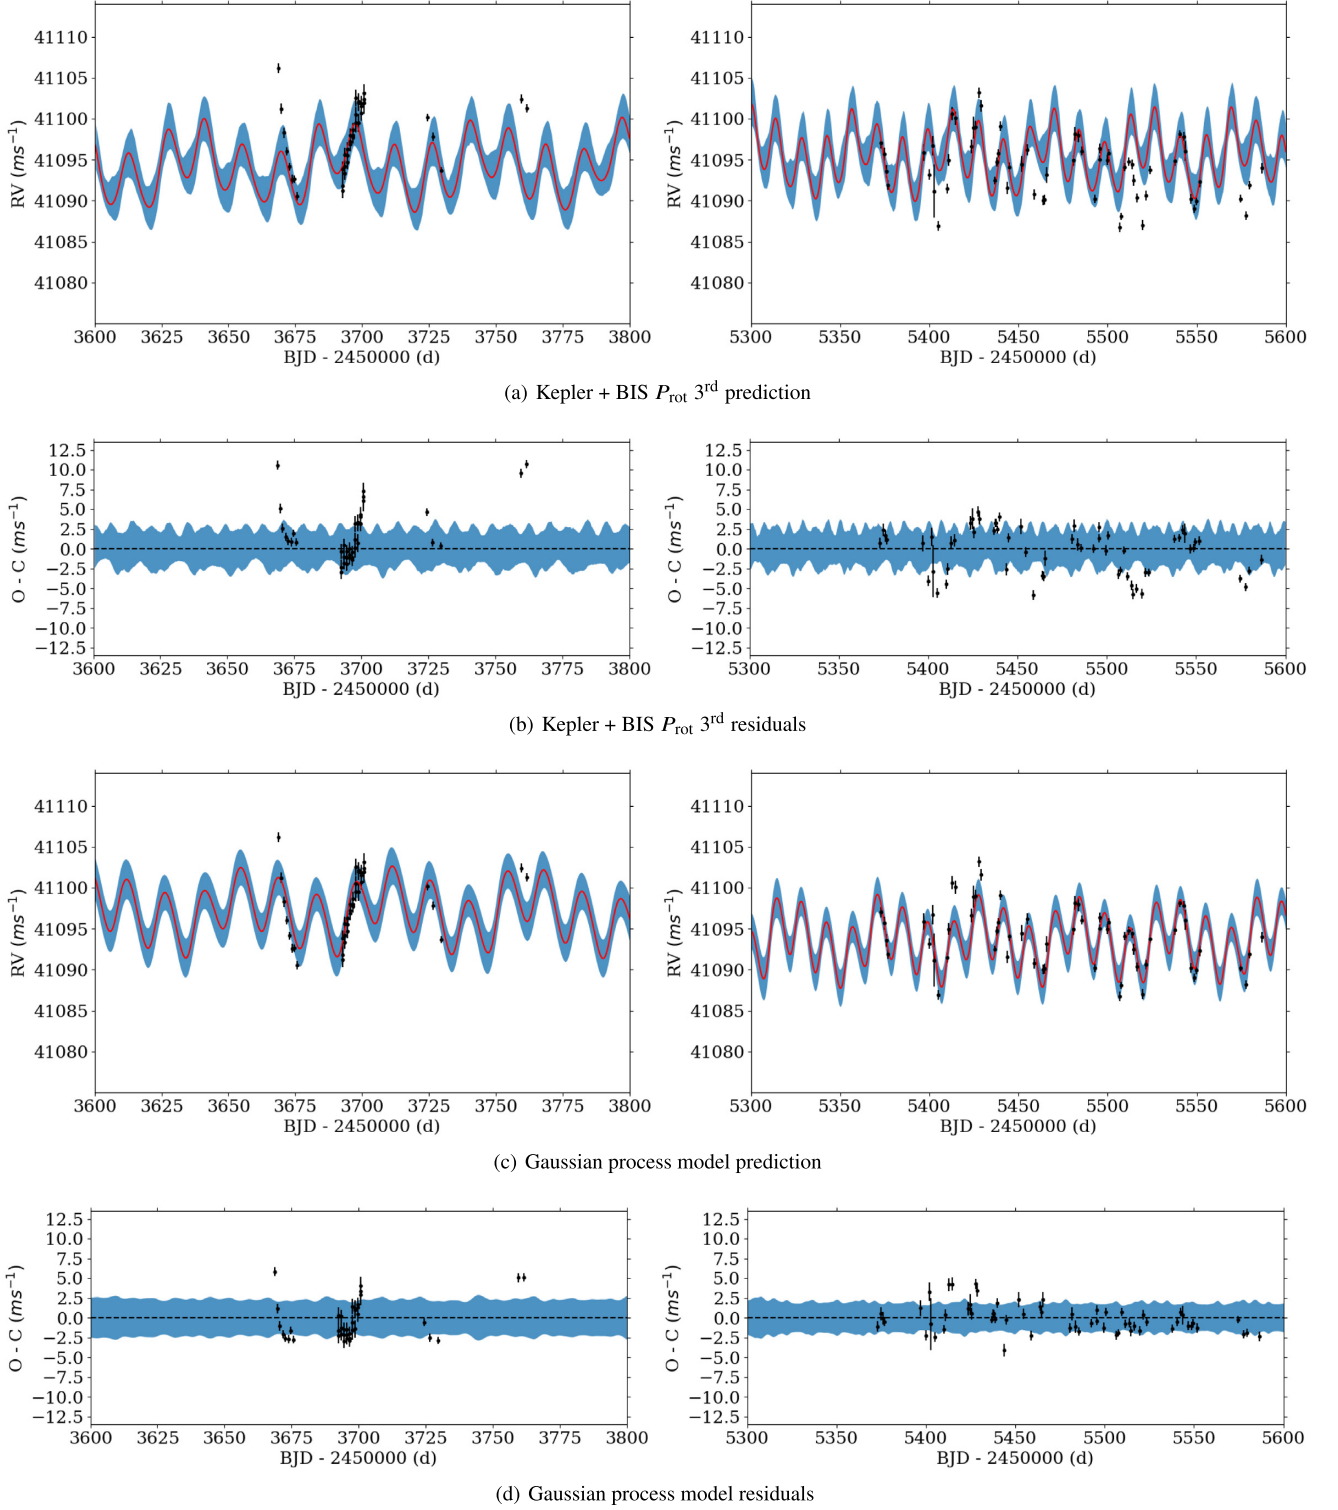 41110
41105
41100
41095
41090
41085
41080
RV (ms⁻¹)
3600 3625 3650 3675 3700 3725 3750 3775 3800
BJD - 2450000 (d)
41110
41105
41100
41095
41090
41085
41080
RV (ms⁻¹)
5300 5350 5400 5450 5500 5550 5600
BJD - 2450000 (d)
(a) Kepler + BIS Prot 3rd prediction
12.5
10.0
7.5
5.0
2.5
0.0
−2.5
−5.0
−7.5
−10.0
−12.5
O - C (ms⁻¹)
3600 3625 3650 3675 3700 3725 3750 3775 3800
BJD - 2450000 (d)
12.5
10.0
7.5
5.0
2.5
0.0
−2.5
−5.0
−7.5
−10.0
−12.5
O - C (ms⁻¹)
5300 5350 5400 5450 5500 5550 5600
BJD - 2450000 (d)
(b) Kepler + BIS Prot 3rd residuals
41110
41105
41100
41095
41090
41085
41080
RV (ms⁻¹)
3600 3625 3650 3675 3700 3725 3750 3775 3800
BJD - 2450000 (d)
41110
41105
41100
41095
41090
41085
41080
RV (ms⁻¹)
5300 5350 5400 5450 5500 5550 5600
BJD - 2450000 (d)
(c) Gaussian process model prediction
12.5
10.0
7.5
5.0
2.5
0.0
−2.5
−5.0
−7.5
−10.0
−12.5
O - C (ms⁻¹)
3600 3625 3650 3675 3700 3725 3750 3775 3800
BJD - 2450000 (d)
12.5
10.0
7.5
5.0
2.5
0.0
−2.5
−5.0
−7.5
−10.0
−12.5
O - C (ms⁻¹)
5300 5350 5400 5450 5500 5550 5600
BJD - 2450000 (d)
(d) Gaussian process model residuals